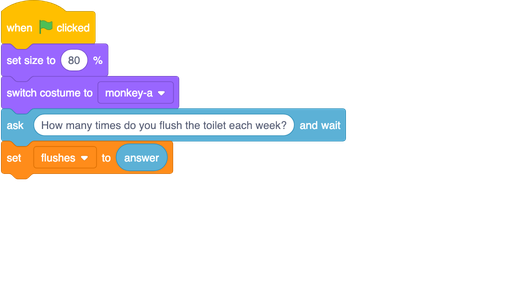 when clicked
set size to 80 %
switch costume to monkey-a
ask How many times do you flush the toilet each week? and wait
set flushes to answer